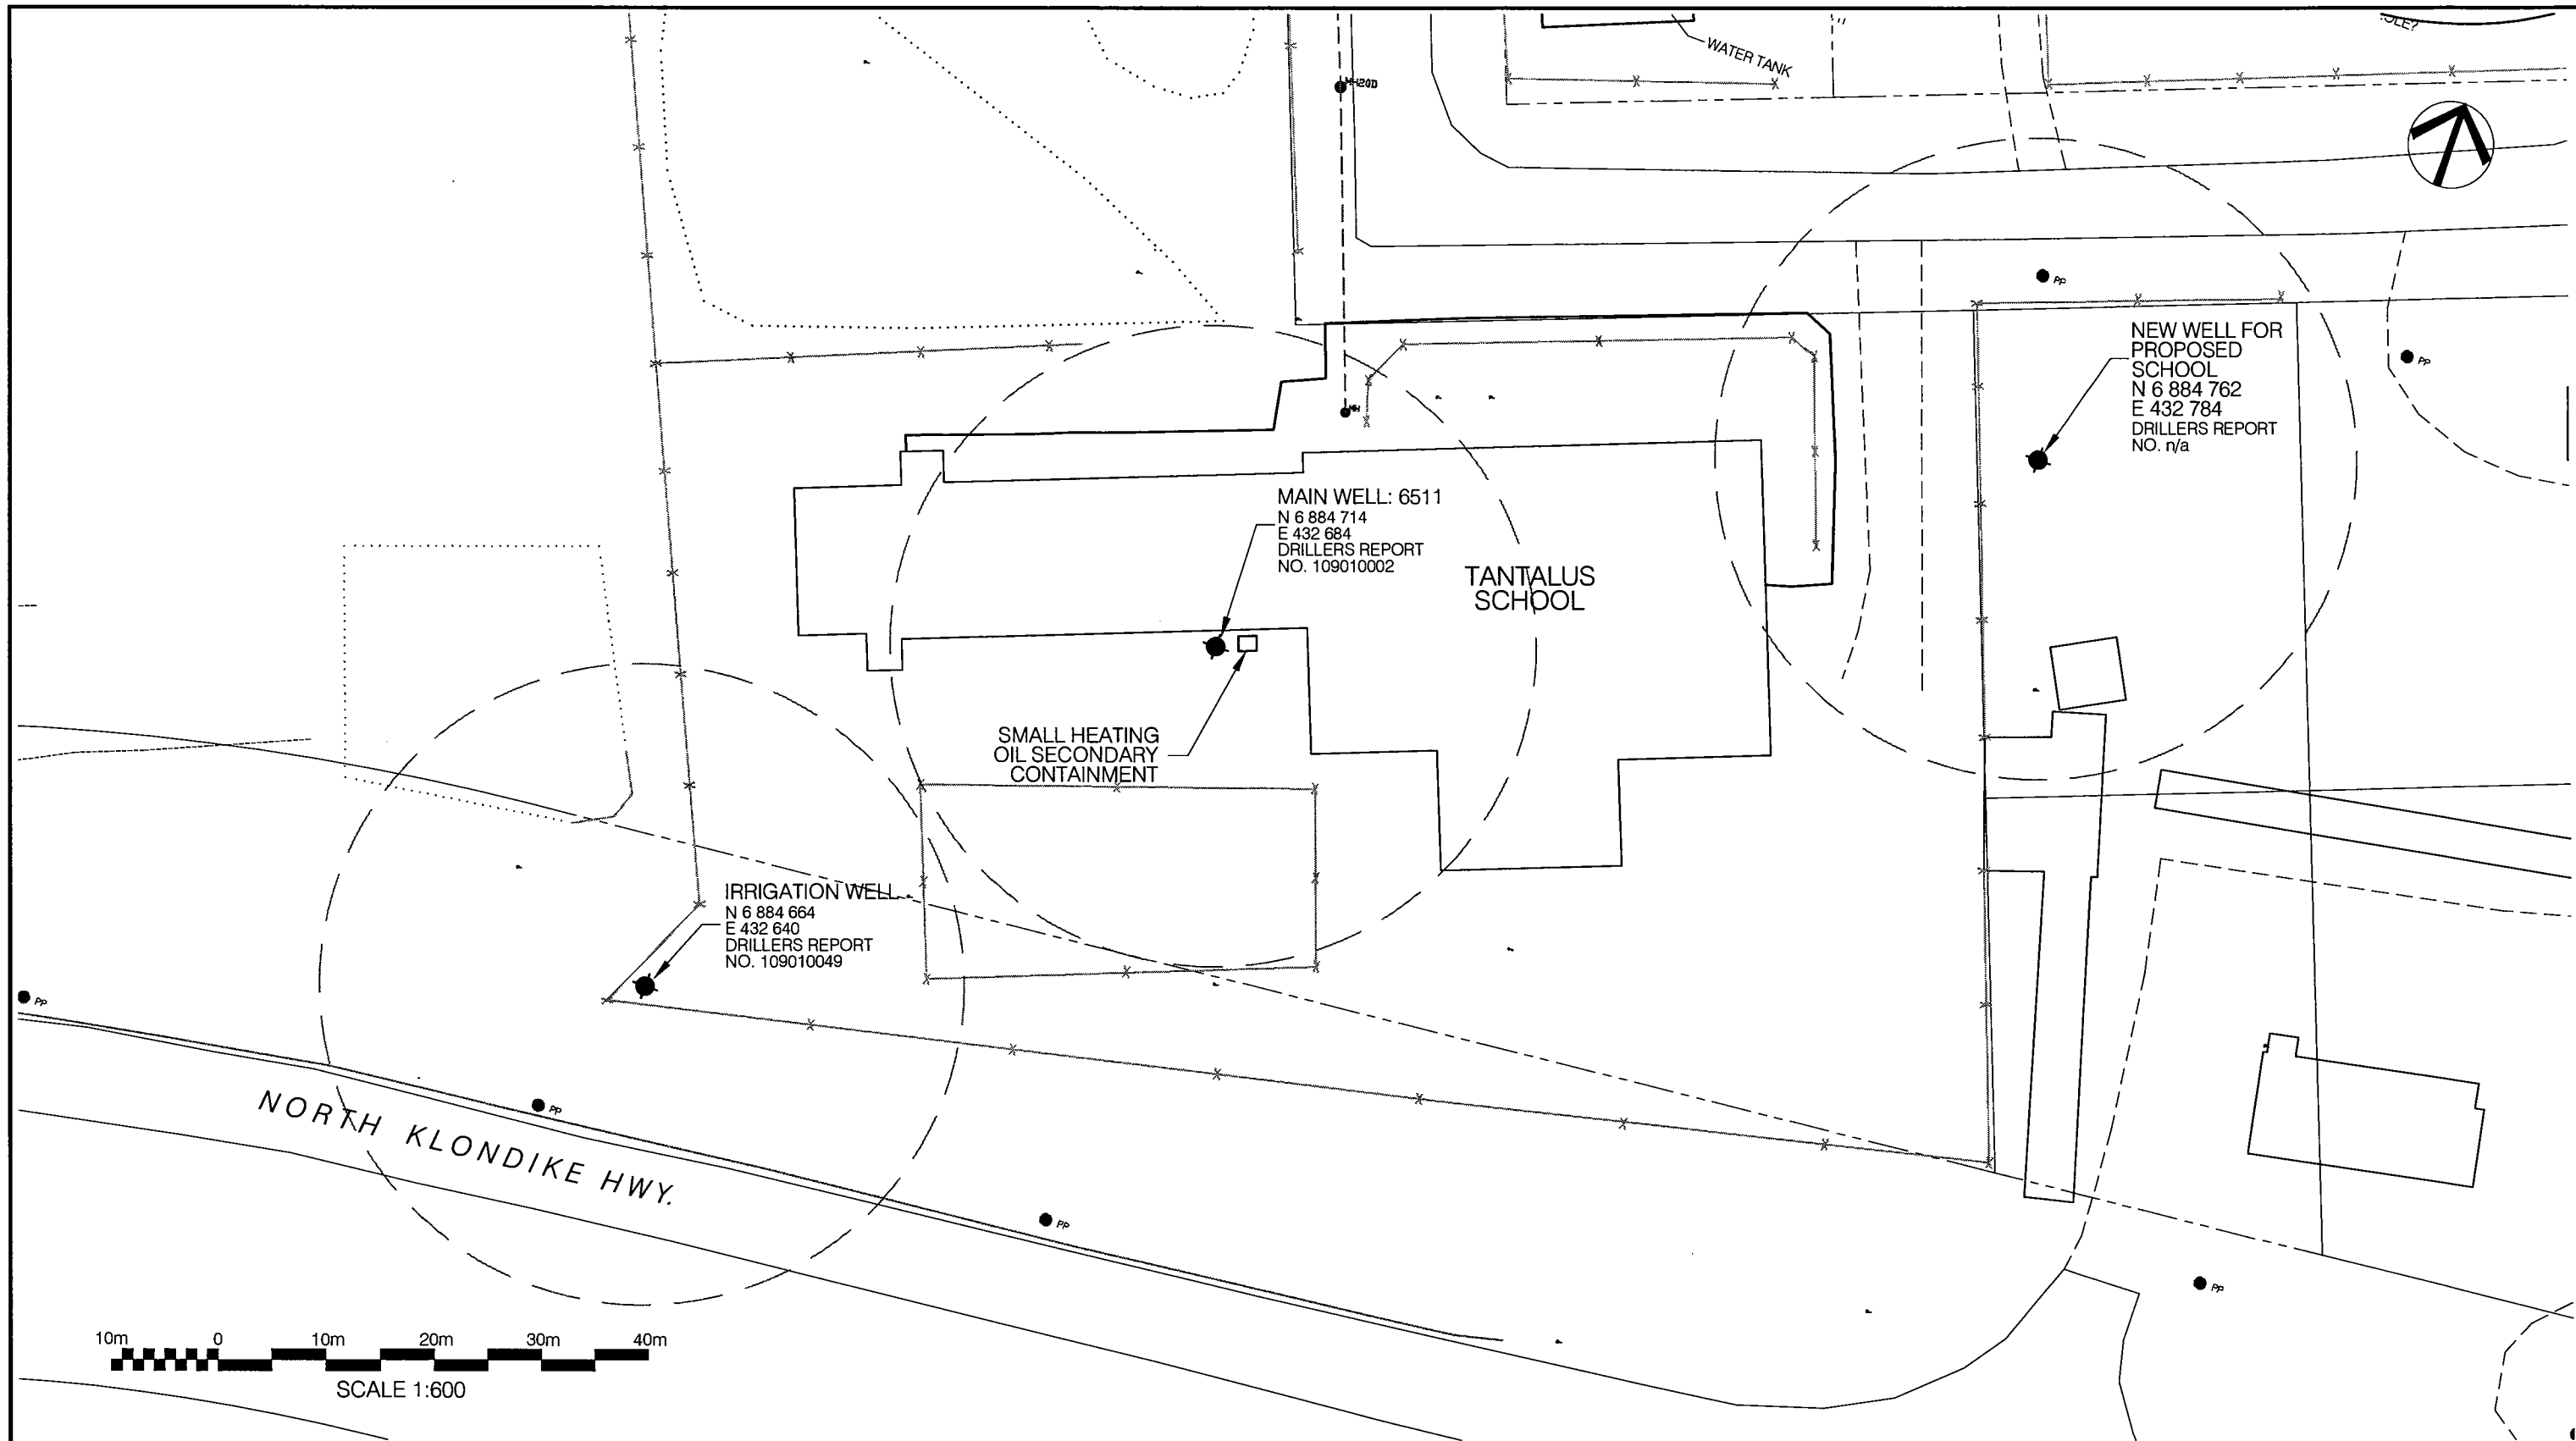 WATER TANK
MH20D
PP
PP
MH
NEW WELL FOR
PROPOSED
SCHOOL
N 6 884 762
E 432 784
DRILLERS REPORT
NO. n/a
MAIN WELL: 6511
N 6 884 714
E 432 684
DRILLERS REPORT
NO. 109010002
TANTALUS
SCHOOL
SMALL HEATING
OIL SECONDARY
CONTAINMENT
IRRIGATION WELL
N 6 884 664
E 432 640
DRILLERS REPORT
NO. 109010049
PP
PP
NORTH KLONDIKE HWY.
PP
PP
10m 0 10m 20m 30m 40m
SCALE 1:600